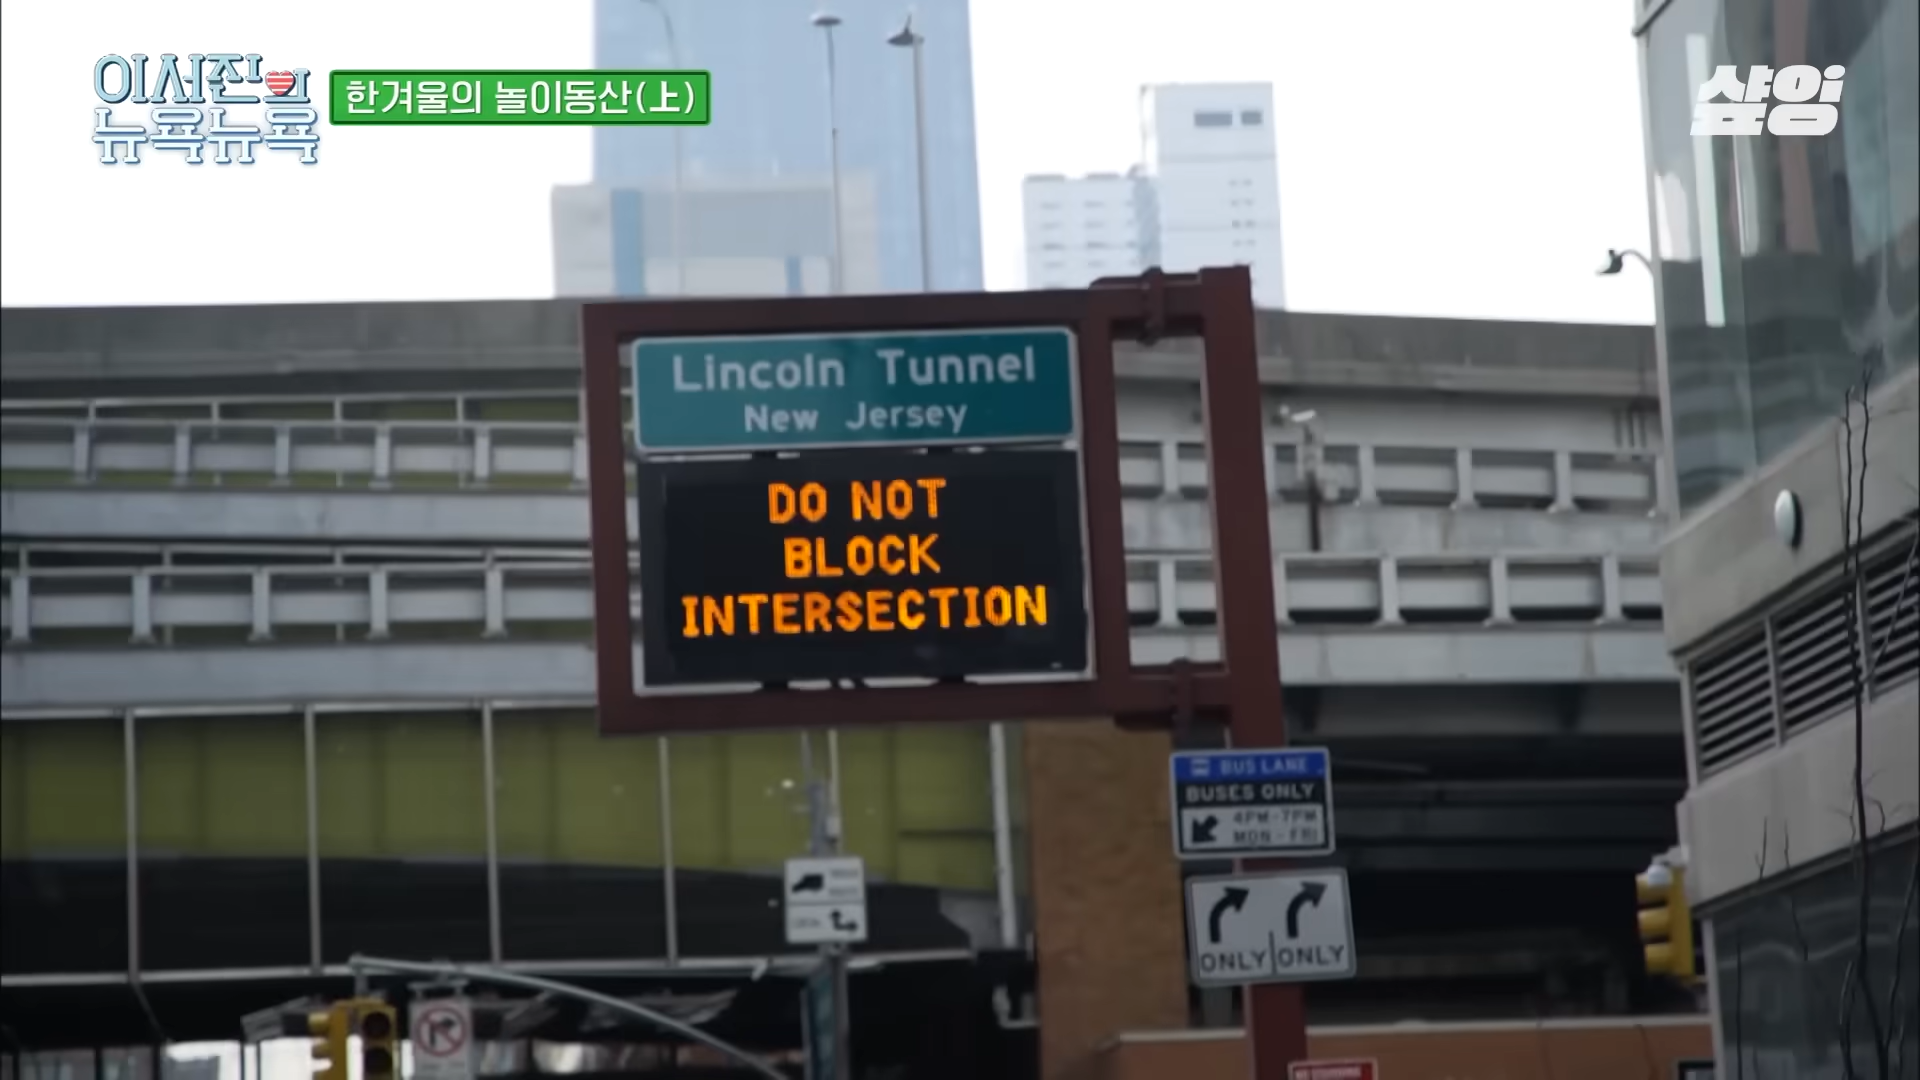 이서진의
뉴욕뉴욕
한겨울의 놀이동산(上)
샾잉
Lincoln Tunnel
New Jersey
DO NOT
BLOCK
INTERSECTION
BUS LANE
BUSES ONLY
4PM-7PM
MON - FRI
ONLY ONLY